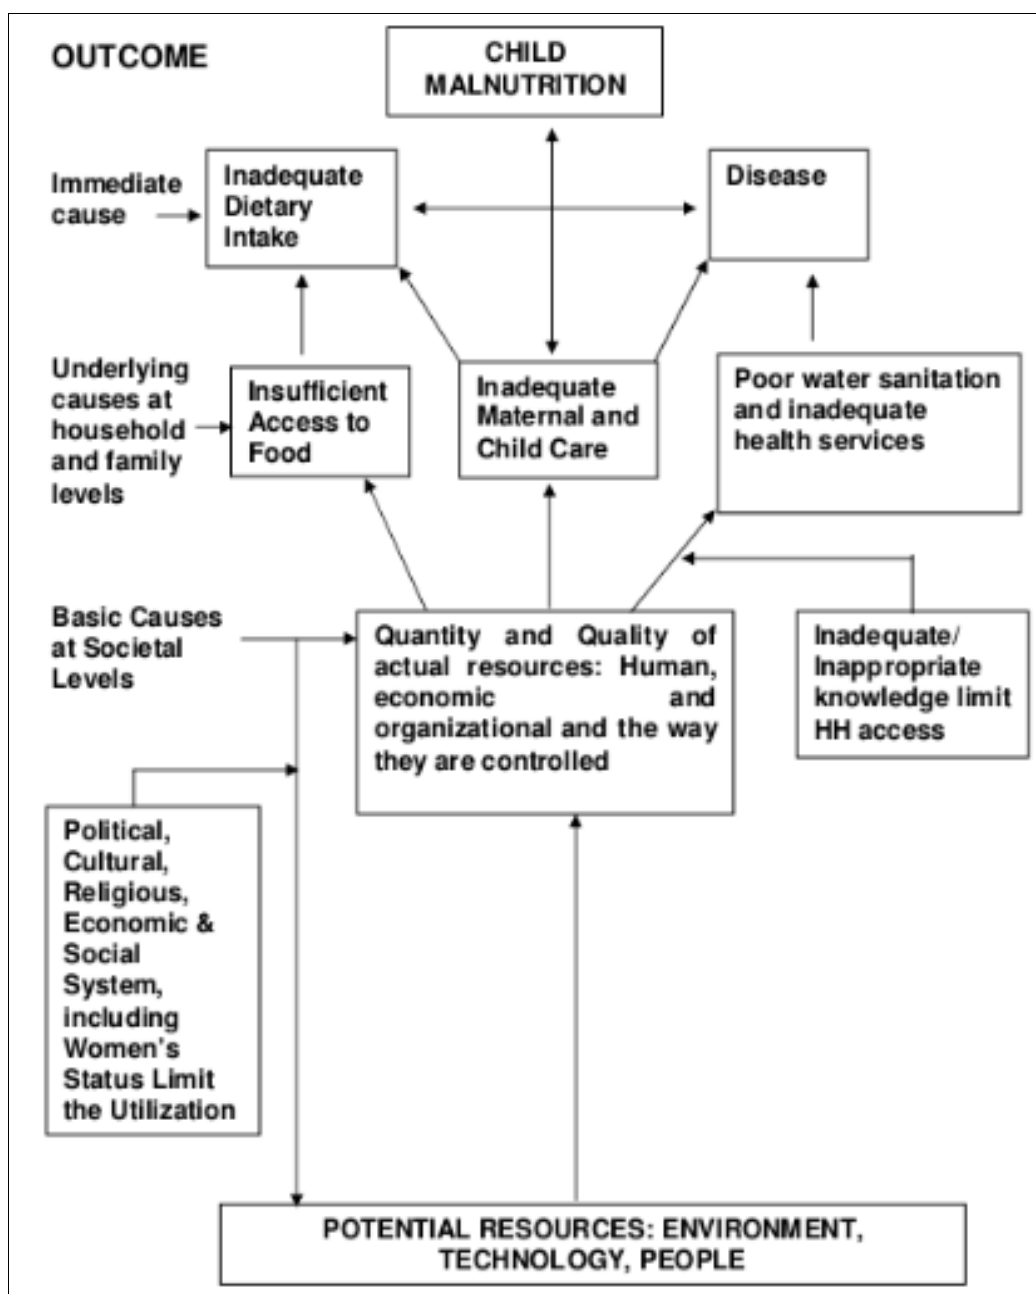 OUTCOME
CHILD
MALNUTRITION
Immediate
cause
Inadequate
Dietary
Intake
Disease
Underlying
causes at
household
and family
levels
Insufficient
Access to
Food
Inadequate
Maternal and
Child Care
Poor water sanitation
and inadequate
health services
Basic Causes
at Societal
Levels
Quantity and Quality of
actual resources: Human,
economic and
organizational and the way
they are controlled
Inadequate/
Inappropriate
knowledge limit
HH access
Political,
Cultural,
Religious,
Economic &
Social
System,
including
Women's
Status Limit
the Utilization
POTENTIAL RESOURCES: ENVIRONMENT,
TECHNOLOGY, PEOPLE